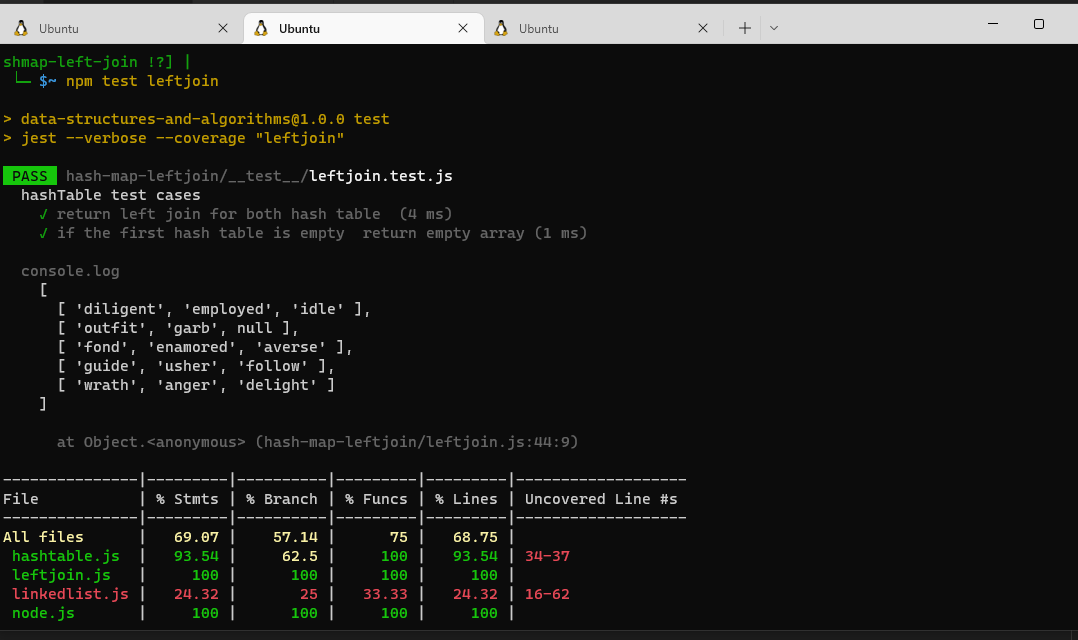 Ubuntu
Ubuntu
Ubuntu
shmap-left-join !?] |
$~ npm test leftjoin
> data-structures-and-algorithms@1.0.0 test
> jest --verbose --coverage "leftjoin"
PASS hash-map-leftjoin/__test__/leftjoin.test.js
hashTable test cases
√ return left join for both hash table  (4 ms)
√ if the first hash table is empty  return empty array (1 ms)
console.log
[
[ 'diligent', 'employed', 'idle' ],
[ 'outfit', 'garb', null ],
[ 'fond', 'enamored', 'averse' ],
[ 'guide', 'usher', 'follow' ],
[ 'wrath', 'anger', 'delight' ]
]
at Object.<anonymous> (hash-map-leftjoin/leftjoin.js:44:9)
---------------|---------|----------|---------|---------|-------------------
File           | % Stmts | % Branch | % Funcs | % Lines | Uncovered Line #s
---------------|---------|----------|---------|---------|-------------------
All files      |   69.07 |    57.14 |      75 |   68.75 |
hashtable.js  |   93.54 |     62.5 |     100 |   93.54 | 34-37
leftjoin.js   |     100 |      100 |     100 |     100 |
linkedlist.js |   24.32 |       25 |   33.33 |   24.32 | 16-62
node.js       |     100 |      100 |     100 |     100 |